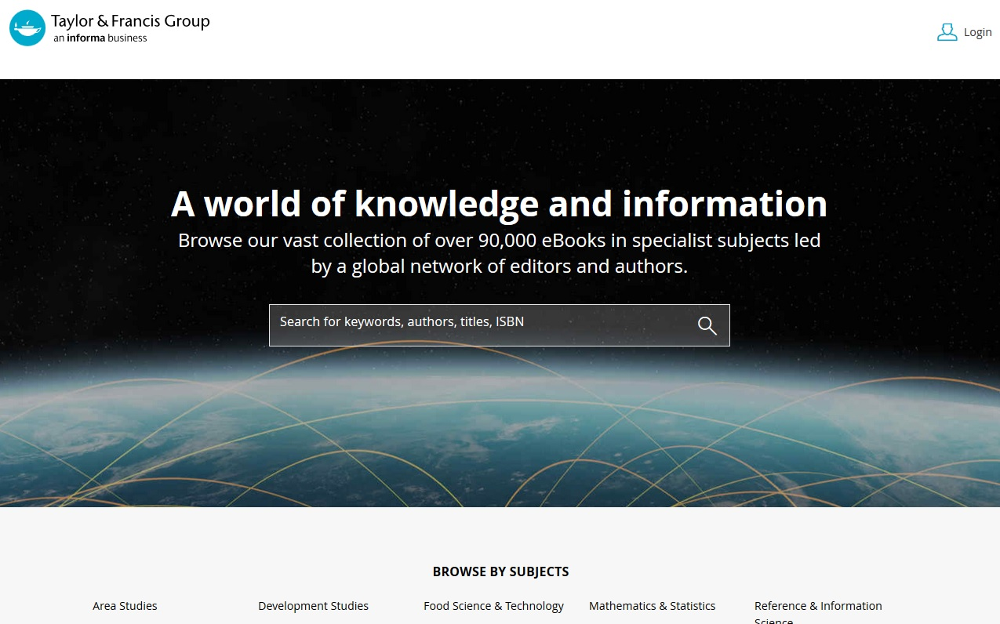 Taylor & Francis Group
an informa business
Login
A world of knowledge and information
Browse our vast collection of over 90,000 eBooks in specialist subjects led
by a global network of editors and authors.
Search for keywords, authors, titles, ISBN
BROWSE BY SUBJECTS
Area Studies
Development Studies
Food Science & Technology
Mathematics & Statistics
Reference & Information
Science